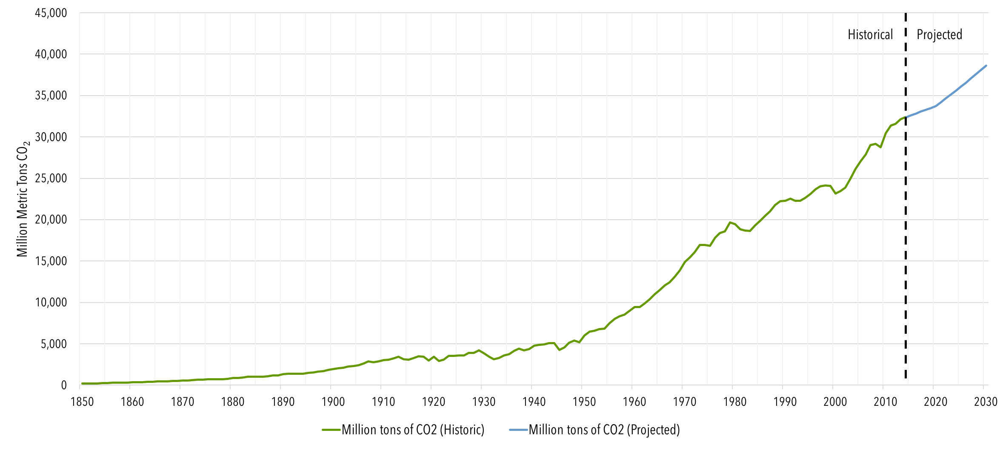 45,000
Historical Projected
40,000
35,000
30,000
25,000
20,000
15,000
10,000
5,000
0
Million Metric Tons CO₂
1850 1860 1870 1880 1890 1900 1910 1920 1930 1940 1950 1960 1970 1980 1990 2000 2010 2020 2030
Million tons of CO2 (Historic) Million tons of CO2 (Projected)